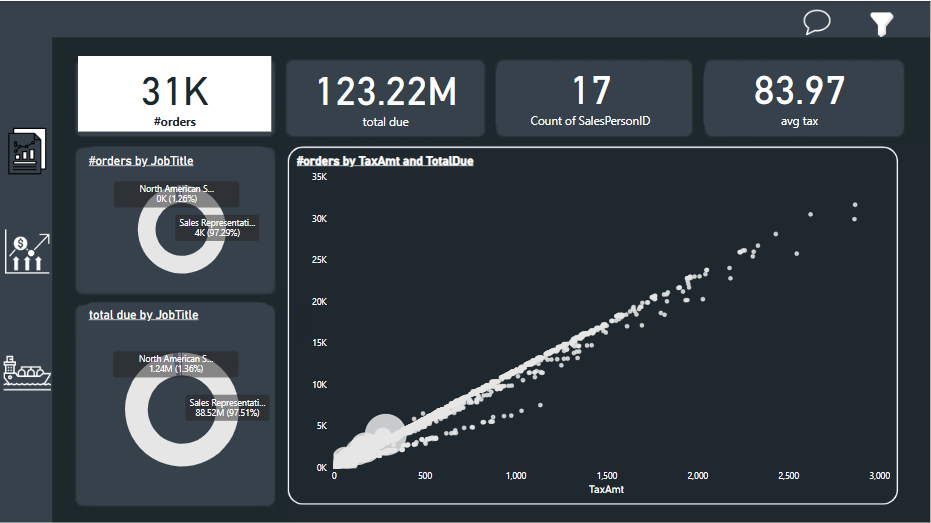 31K
#orders
123.22M
total due
17
Count of SalesPersonID
83.97
avg tax
#orders by JobTitle
North American S...
0K (1.26%)
Sales Representati...
4K (97.29%)
total due by JobTitle
North American S...
1.24M (1.36%)
Sales Representati...
88.52M (97.51%)
#orders by TaxAmt and TotalDue
35K
30K
25K
20K
15K
10K
5K
0K
0
500
1,000
1,500
2,000
2,500
3,000
TaxAmt